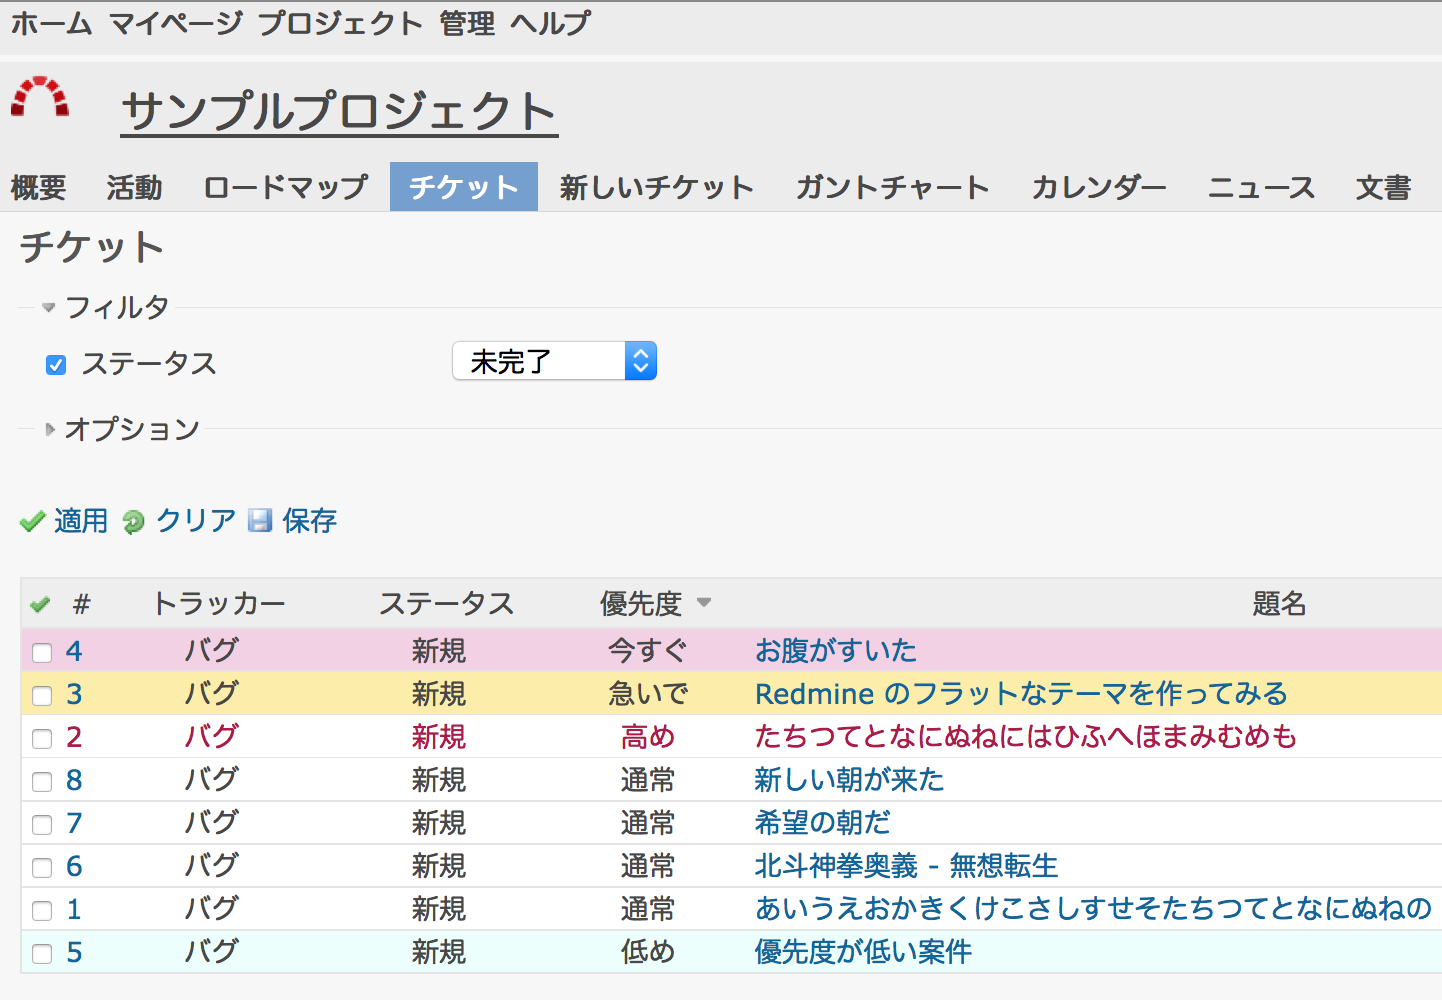 ホーム マイページ プロジェクト 管理 ヘルプ
サンプルプロジェクト
概要 活動 ロードマップ チケット 新しいチケット ガントチャート カレンダー ニュース 文書
チケット
フィルタ
ステータス 未完了
オプション
適用 クリア 保存
# トラッカー ステータス 優先度 題名
4 バグ 新規 今すぐ お腹がすいた
3 バグ 新規 急いで Redmine のフラットなテーマを作ってみる
2 バグ 新規 高め たちつてとなにぬねにはひふへほまみむめも
8 バグ 新規 通常 新しい朝が来た
7 バグ 新規 通常 希望の朝だ
6 バグ 新規 通常 北斗神拳奥義 - 無想転生
1 バグ 新規 通常 あいうえおかきくけこさしすせそたちつてとなにぬねの
5 バグ 新規 低め 優先度が低い案件